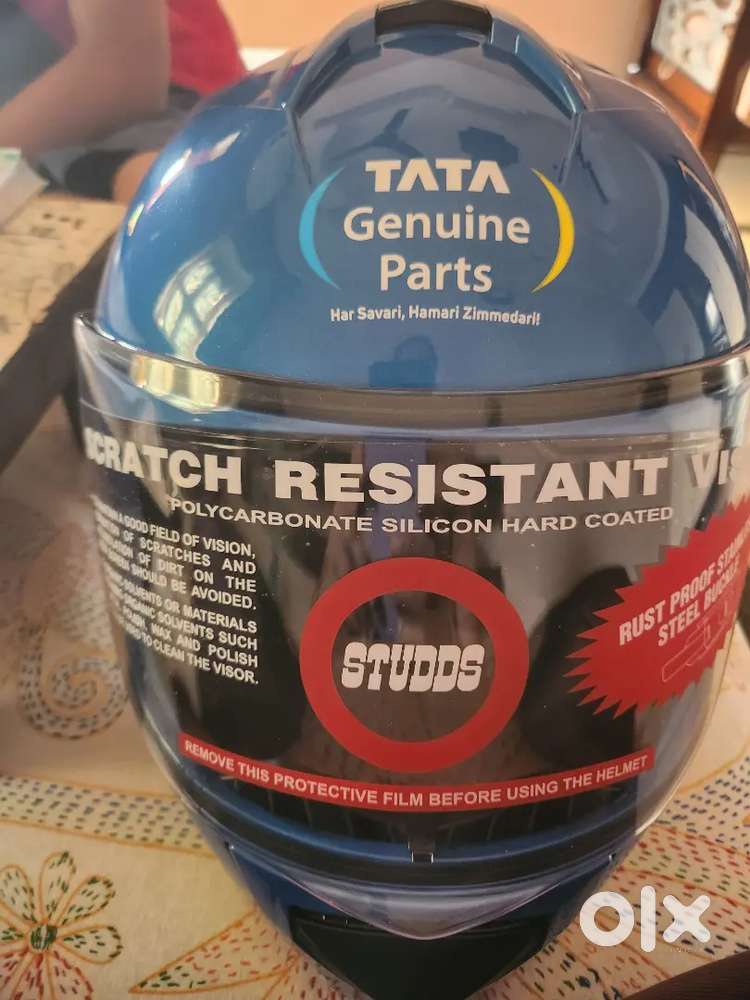 TATA
Genuine
Parts
Har Savari, Hamari Zimmedari!
SCRATCH RESISTANT
POLYCARBONATE SILICON HARD COATED
A GOOD FIELD OF VISION,
OF SCRATCHES AND
OF DIRT ON THE
SHOULD BE AVOIDED.
SOLVENTS OR MATERIALS
ORGANIC SOLVENTS SUCH
WAX AND POLISH
TO CLEAN THE VISOR.
RUST PROOF
STEEL BUCKLE
STUDDS
REMOVE THIS PROTECTIVE FILM BEFORE USING THE HELMET
olx